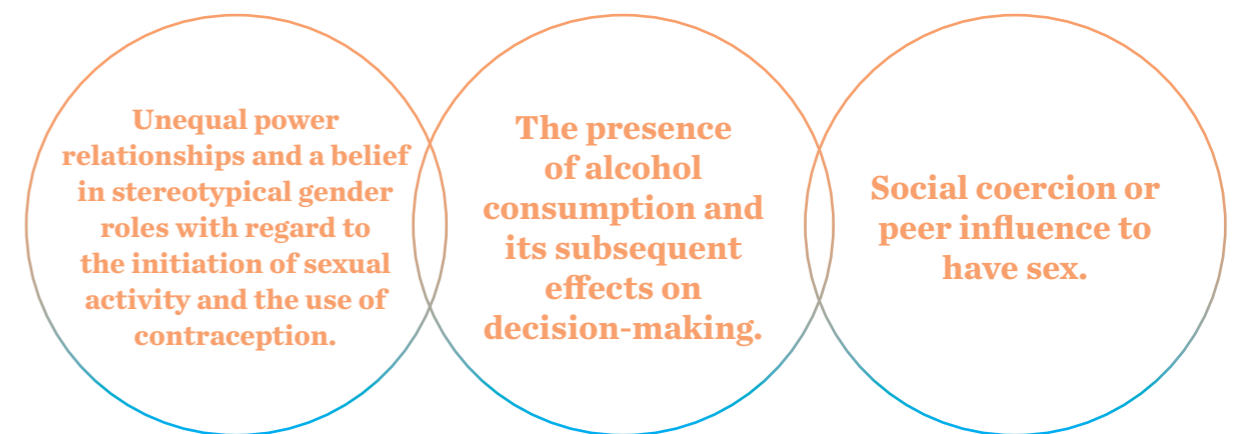 Unequal power
relationships and a belief
in stereotypical gender
roles with regard to
the initiation of sexual
activity and the use of
contraception.
The presence
of alcohol
consumption and
its subsequent
effects on
decision-making.
Social coercion or
peer influence to
have sex.